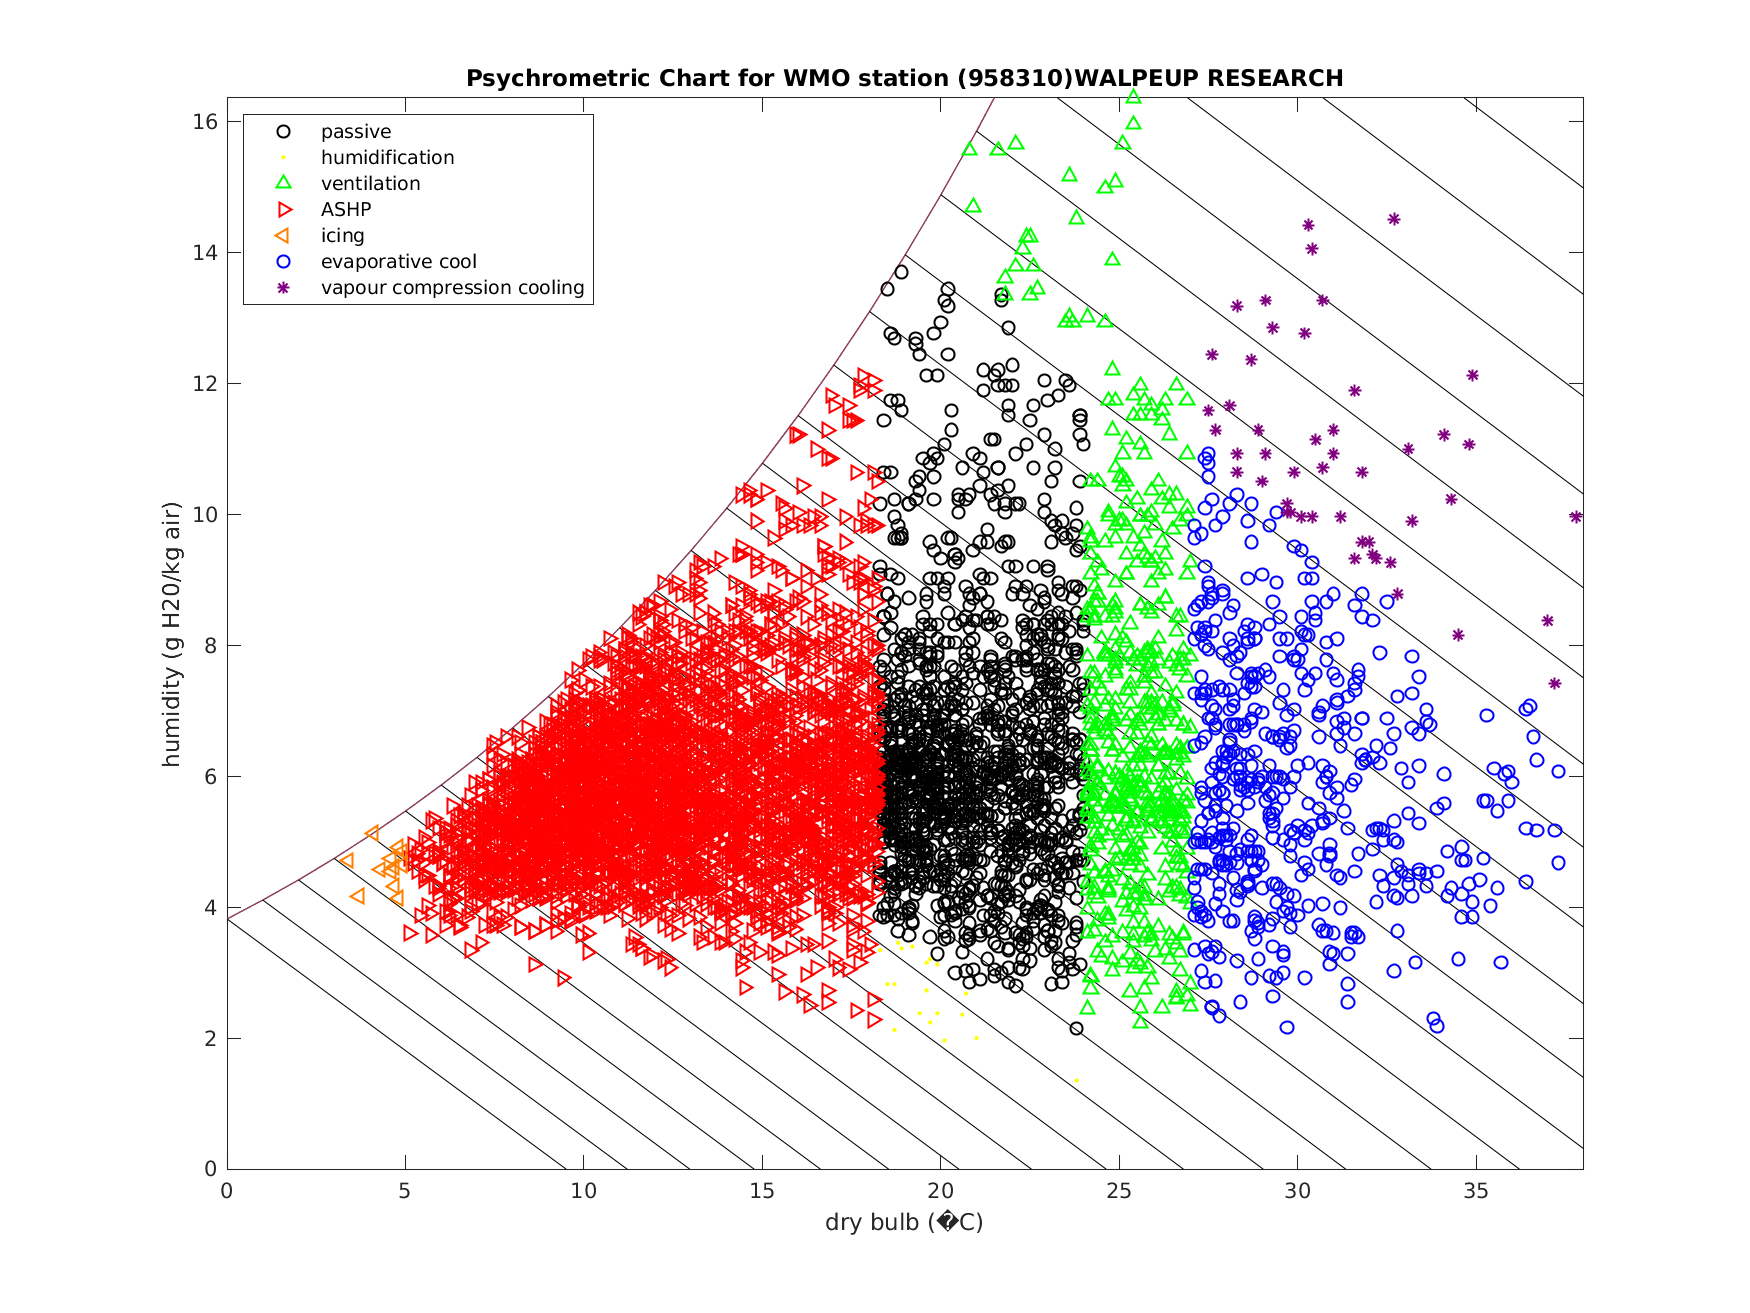 Psychrometric Chart for WMO station (958310)WALPEUP RESEARCH
passive
humidification
ventilation
ASHP
icing
evaporative cool
vapour compression cooling
humidity (g H20/kg air)
16
14
12
10
8
6
4
2
0
0 5 10 15 20 25 30 35
dry bulb (�C)